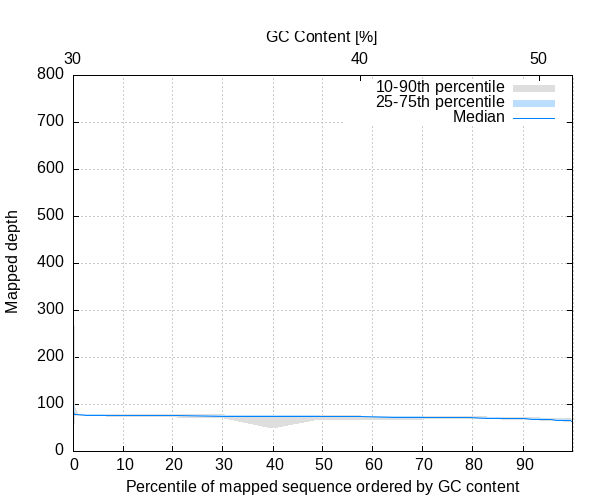 GC Content [%]
30 40 50
800
700
600
500
400
300
200
100
0
Mapped depth
10-90th percentile
25-75th percentile
Median
0 10 20 30 40 50 60 70 80 90
Percentile of mapped sequence ordered by GC content